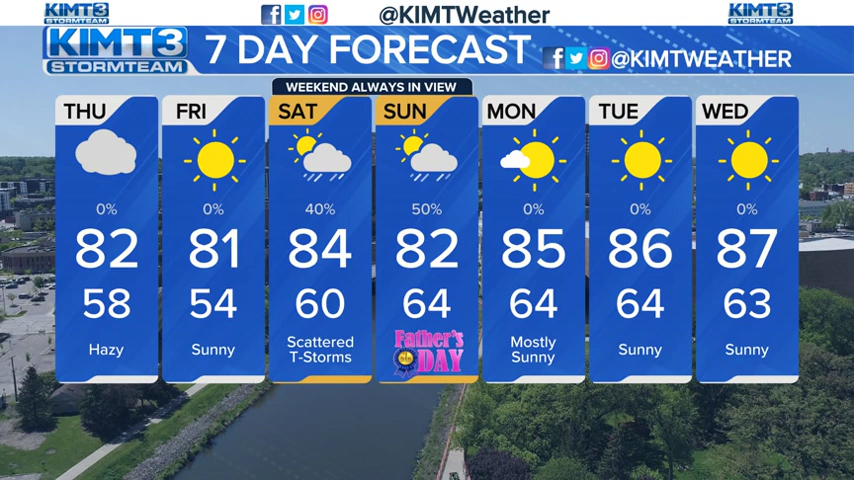 KIMT3
STORMTEAM
@KIMTWeather
KIMT3
STORMTEAM
KIMT3
STORMTEAM
7 DAY FORECAST
@KIMTWEATHER
WEEKEND ALWAYS IN VIEW
THU
FRI
SAT
SUN
MON
TUE
WED
0%
0%
40%
50%
0%
0%
0%
82
81
84
82
85
86
87
58
54
60
64
64
64
63
Hazy
Sunny
Scattered
T-Storms
Father's
DAY
Mostly
Sunny
Sunny
Sunny